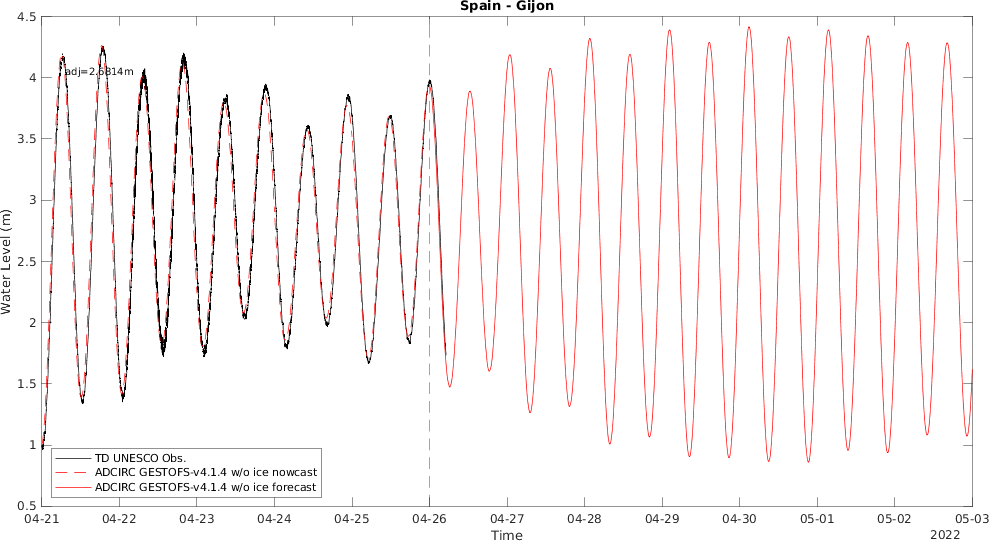 Spain - Gijon
4.5
4
3.5
3
2.5
2
1.5
1
0.5
Water Level (m)
adj=2.6814m
TD UNESCO Obs.
ADCIRC GESTOFS-v4.1.4 w/o ice nowcast
ADCIRC GESTOFS-v4.1.4 w/o ice forecast
04-21 04-22 04-23 04-24 04-25 04-26 04-27 04-28 04-29 04-30 05-01 05-02 05-03
Time
2022